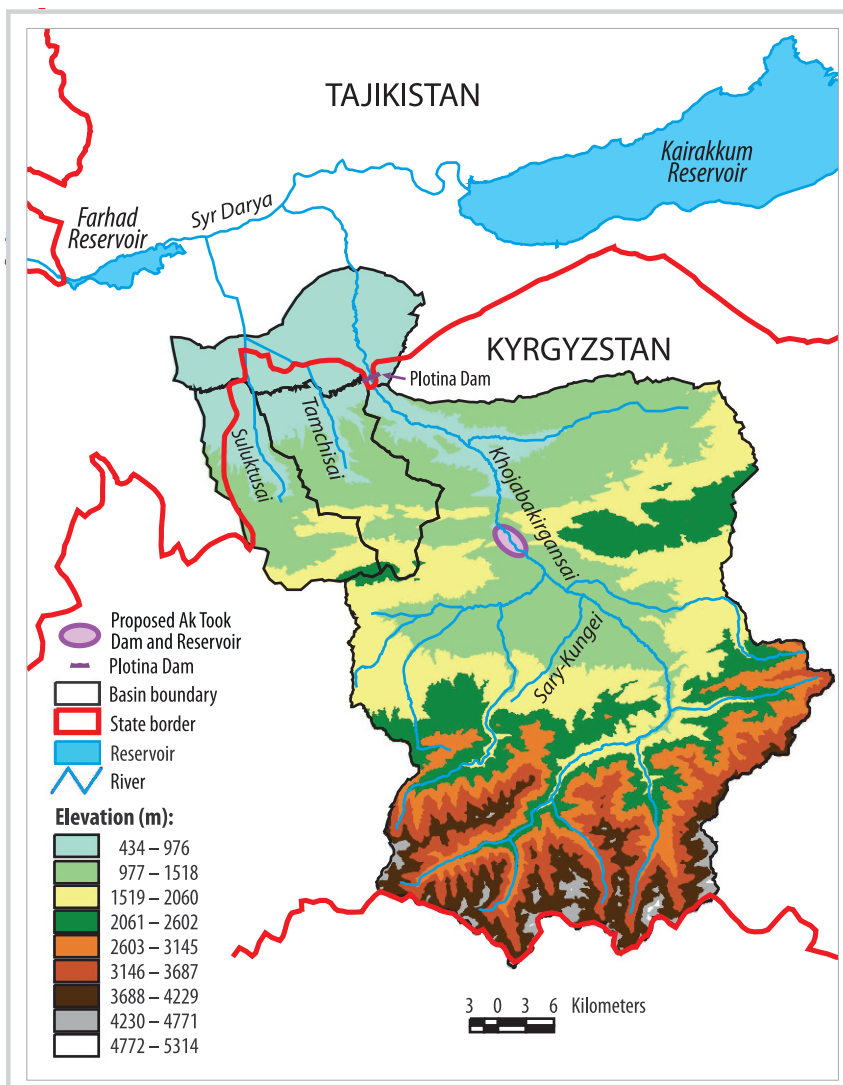 TAJIKISTAN
Kairakkum
Reservoir
Syr Darya
Farhad
Reservoir
KYRGYZSTAN
Plotina Dam
Suluktusai
Tamchisai
Khojabakirgansai
Sary-Kungei
Proposed Ak Took
Dam and Reservoir
Plotina Dam
Basin boundary
State border
Reservoir
River
Elevation (m):
434 – 976
977 – 1518
1519 – 2060
2061 – 2602
2603 – 3145
3146 – 3687
3688 – 4229
4230 – 4771
4772 – 5314
3 0 3 6 Kilometers